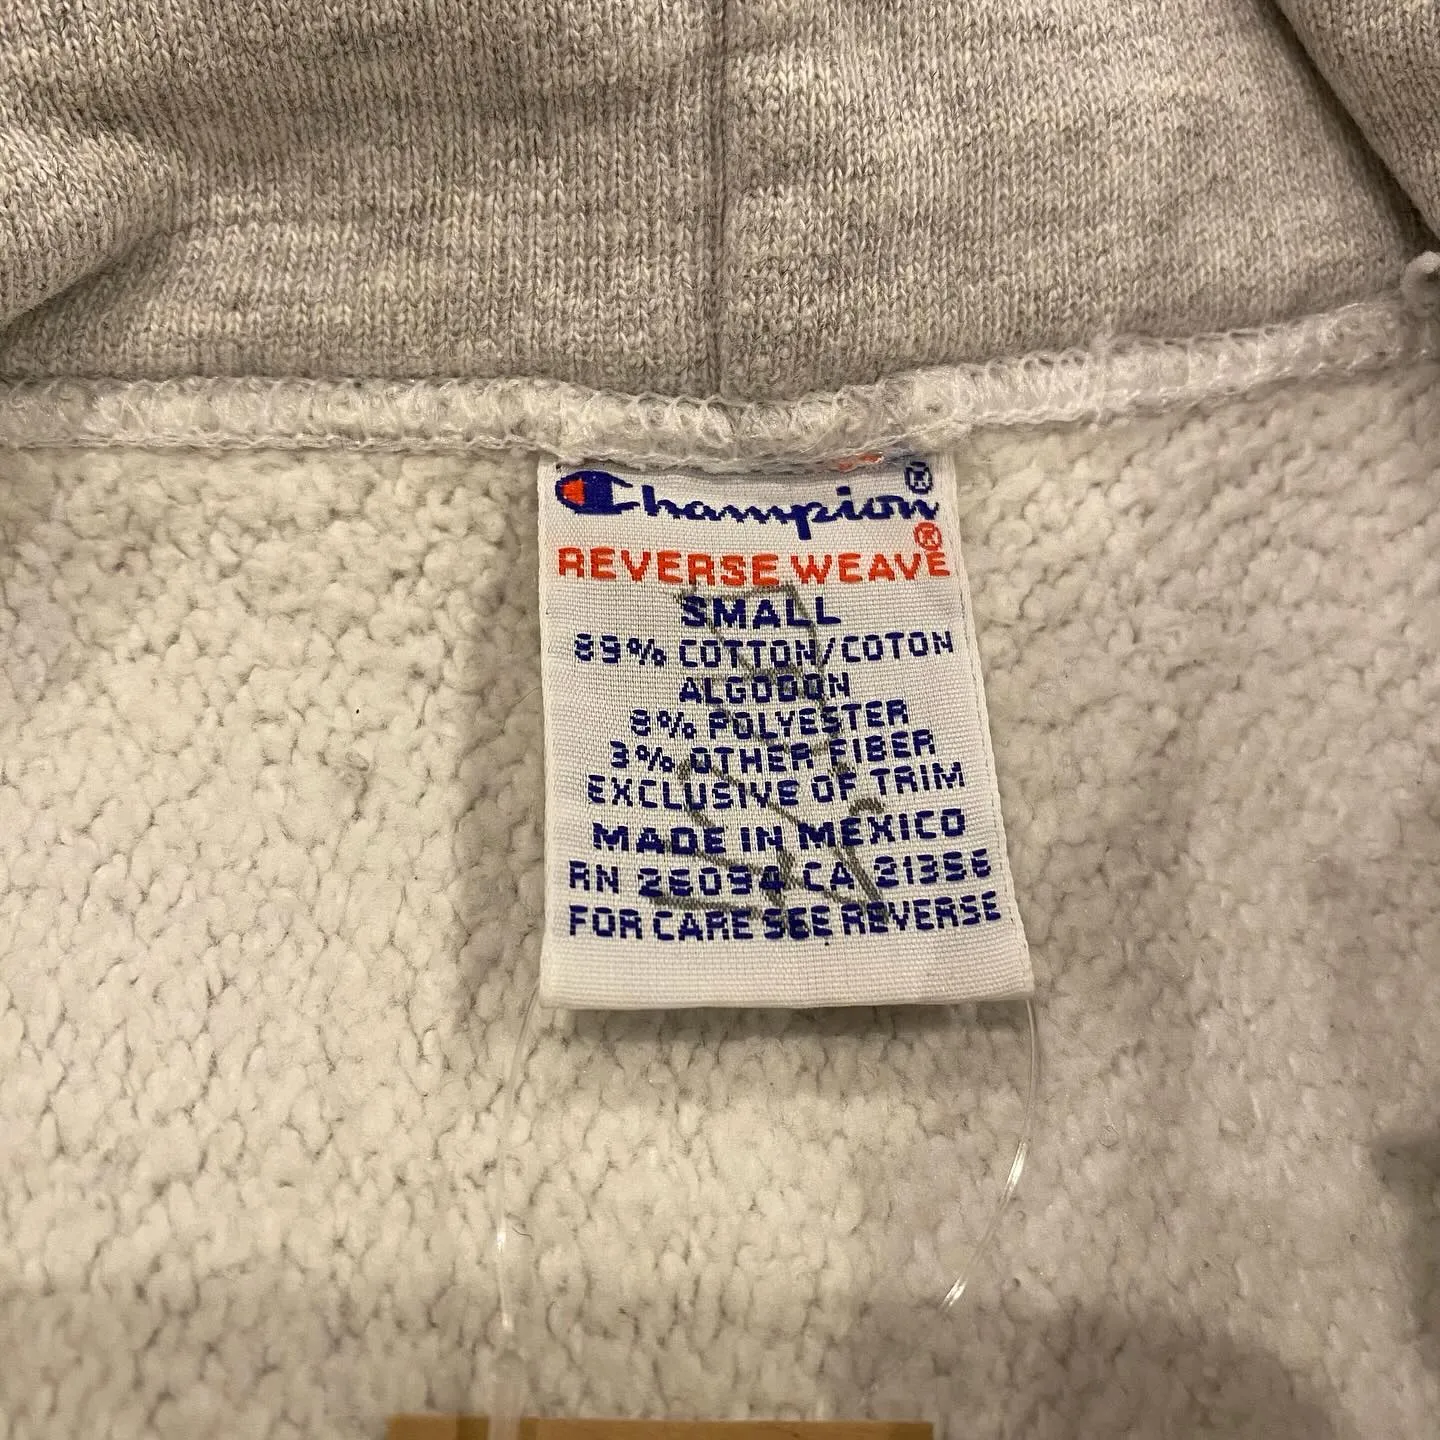 Champion®
REVERSE WEAVE®
SMALL
89% COTTON/COTON
ALGODON
8% POLYESTER
3% OTHER FIBER
EXCLUSIVE OF TRIM
MADE IN MEXICO
RN 26094 CA 21356
FOR CARE SEE REVERSE